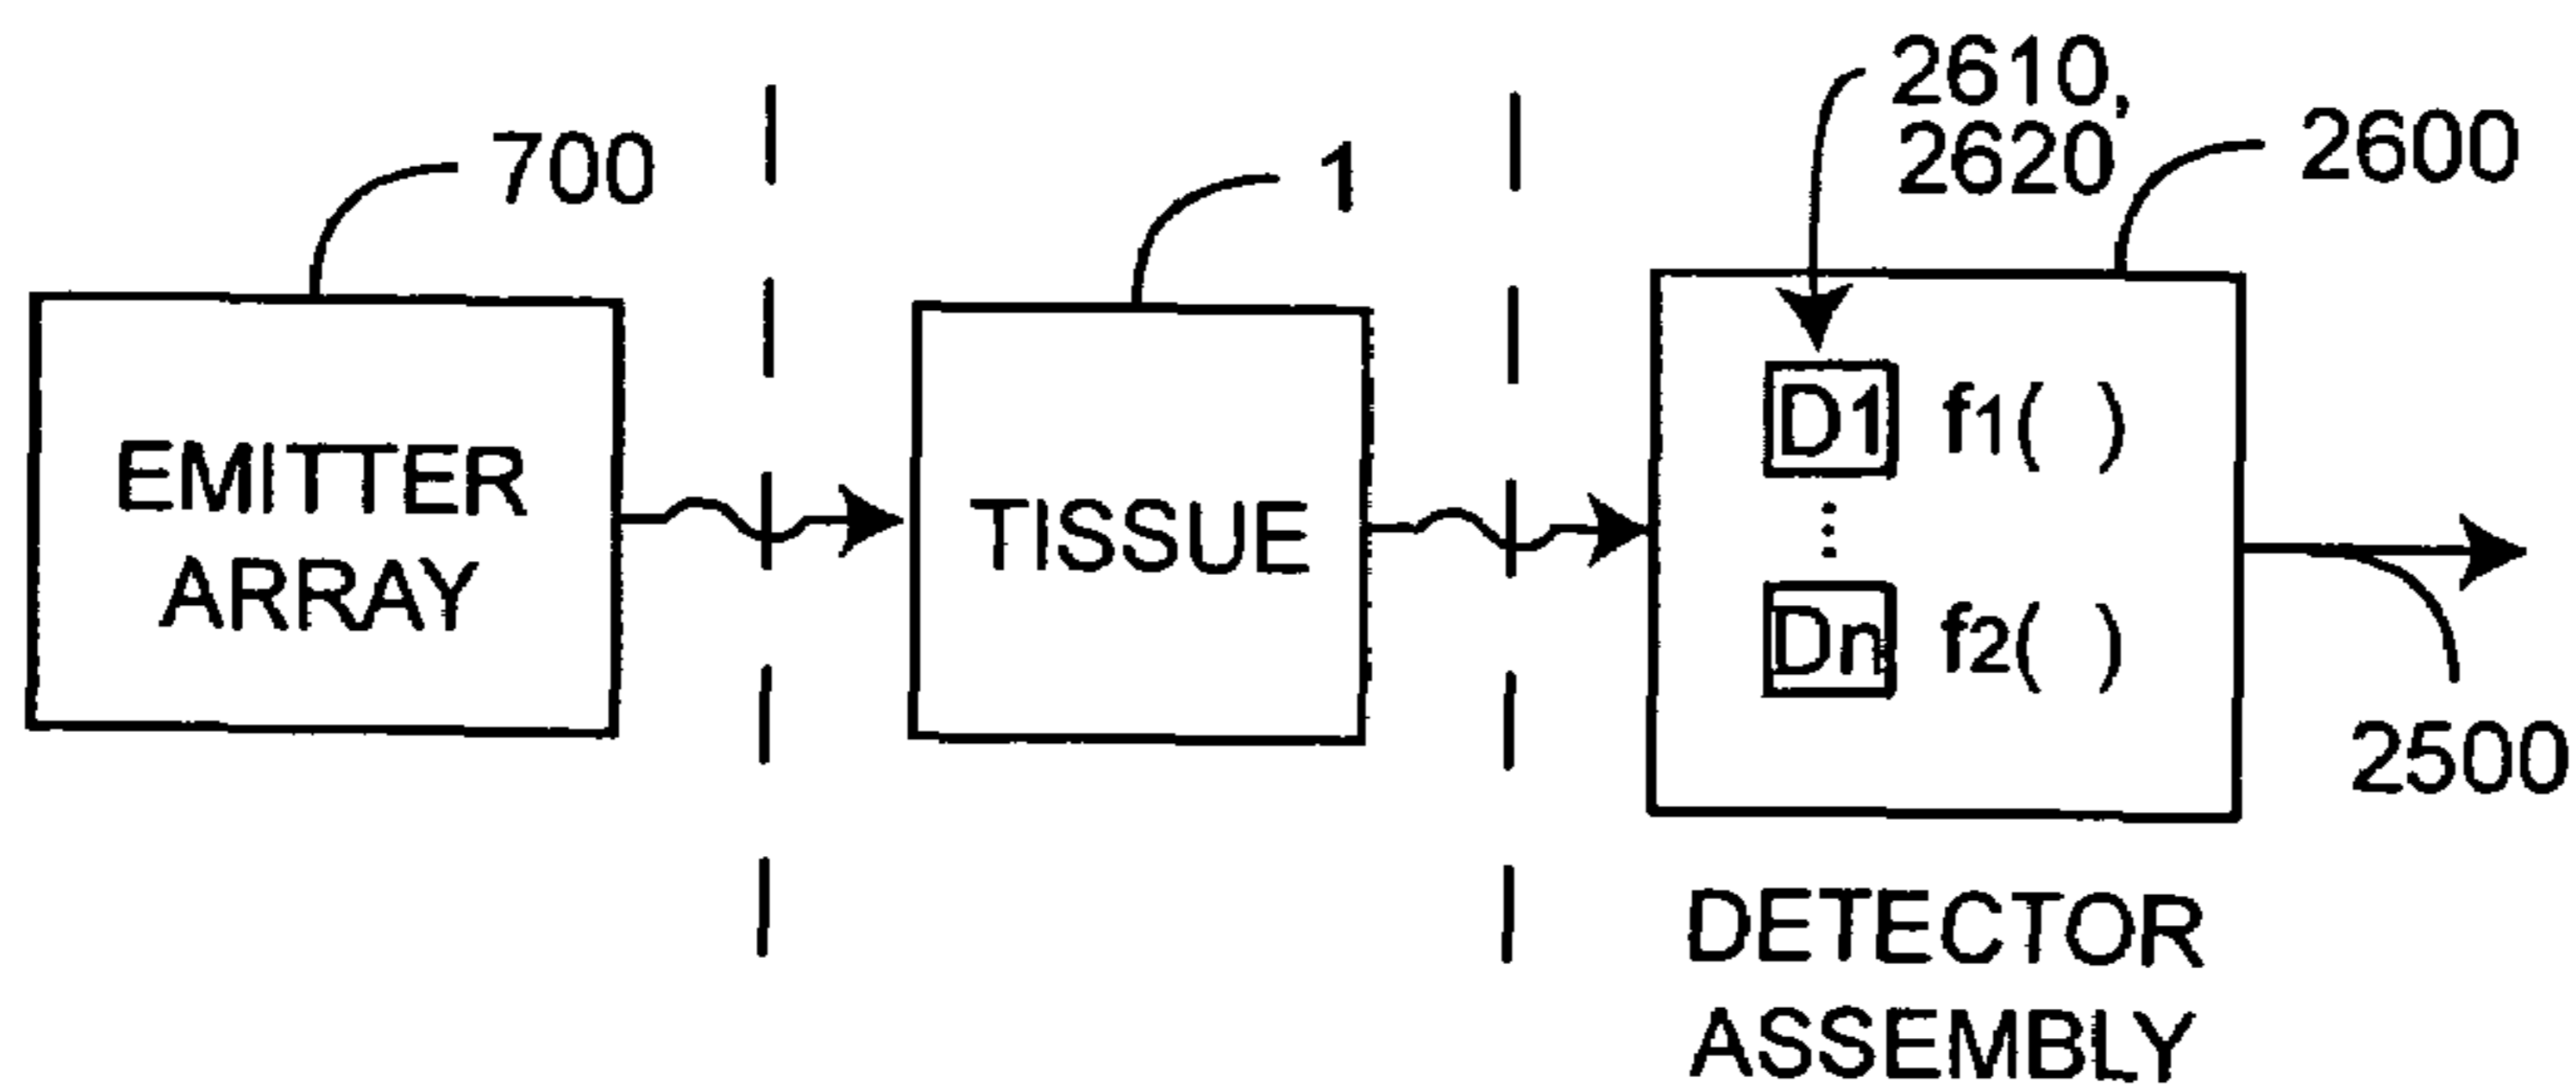 700
1
2610,
2620
2600
EMITTER
ARRAY
TISSUE
D1 f1( )
⋮
Dn f2( )
2500
DETECTOR
ASSEMBLY